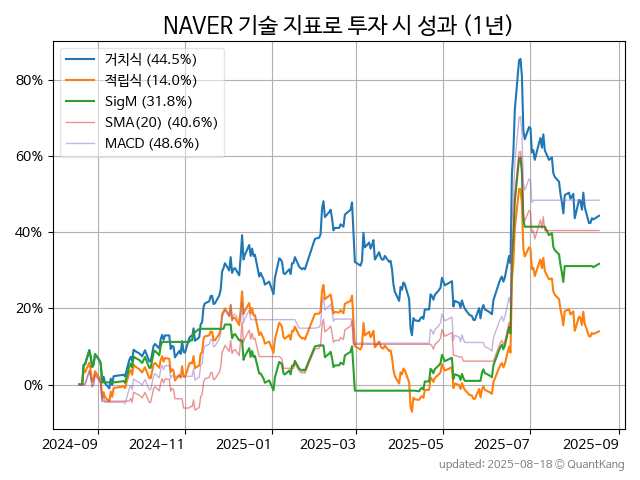 NAVER 기술 지표로 투자 시 성과 (1년)
거치식 (44.5%)
적립식 (14.0%)
SigM (31.8%)
SMA(20) (40.6%)
MACD (48.6%)
80%
60%
40%
20%
0%
2024-09 2024-11 2025-01 2025-03 2025-05 2025-07 2025-09
updated: 2025-08-18 @ QuantKang